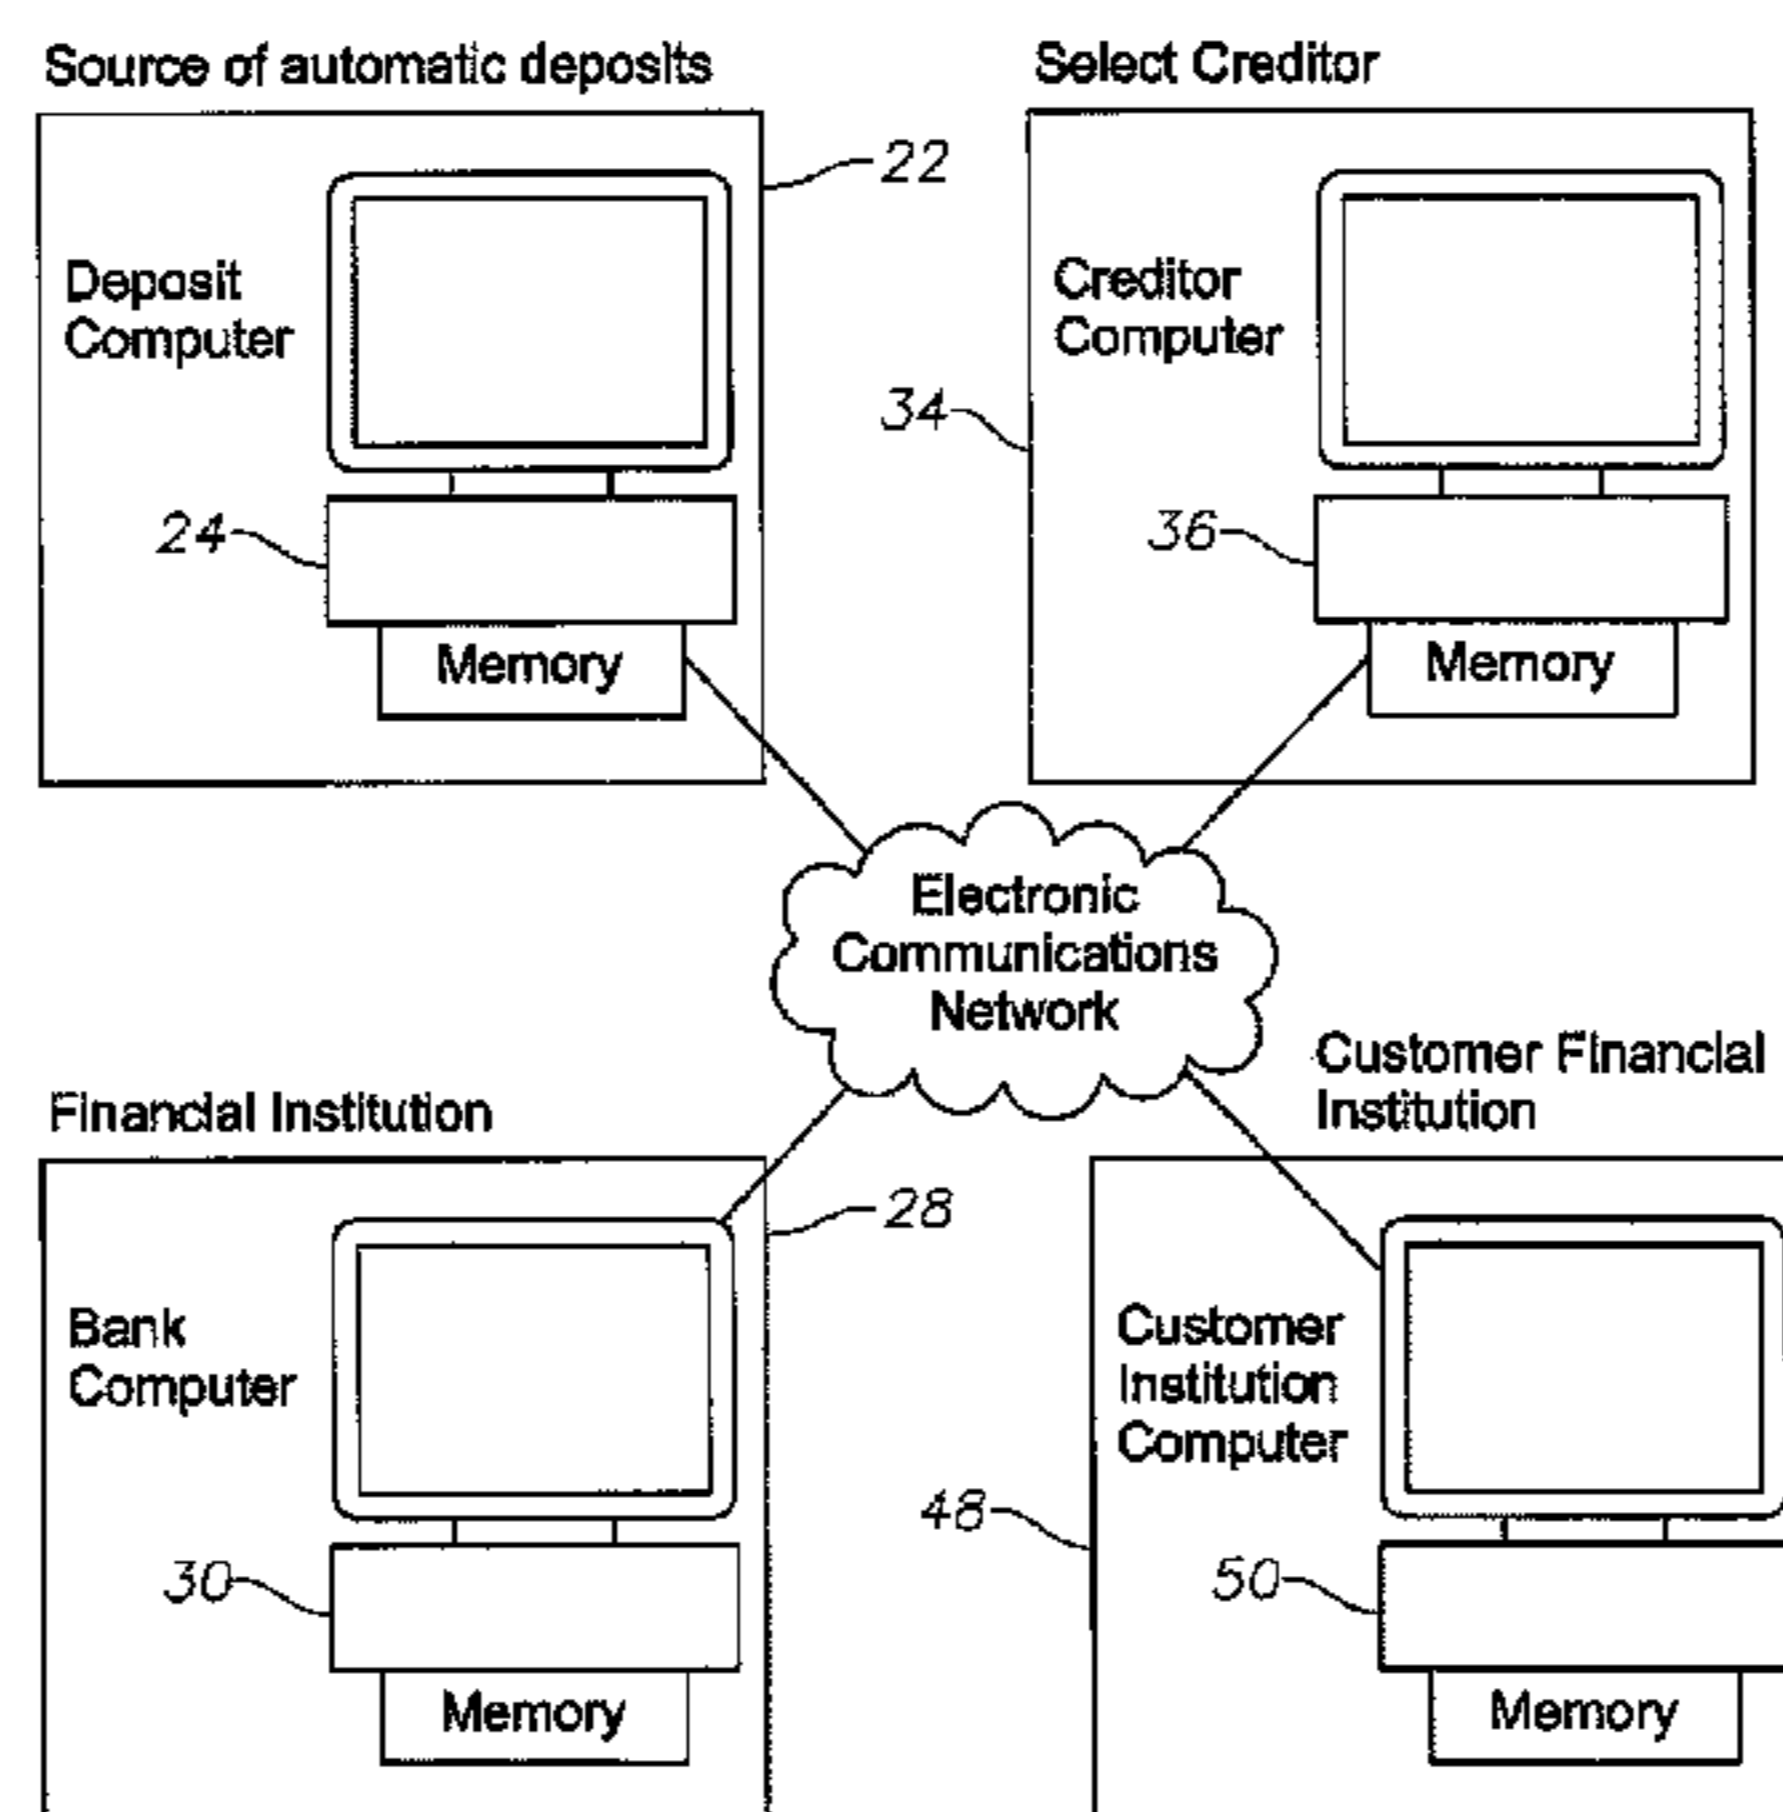 Source of automatic deposits
22
Deposit
Computer
24
Memory
Select Creditor
Creditor
Computer
34
36
Memory
Electronic
Communications
Network
Financial Institution
28
Bank
Computer
30
Memory
Customer Financial
Institution
Customer
Institution
Computer
48
50
Memory